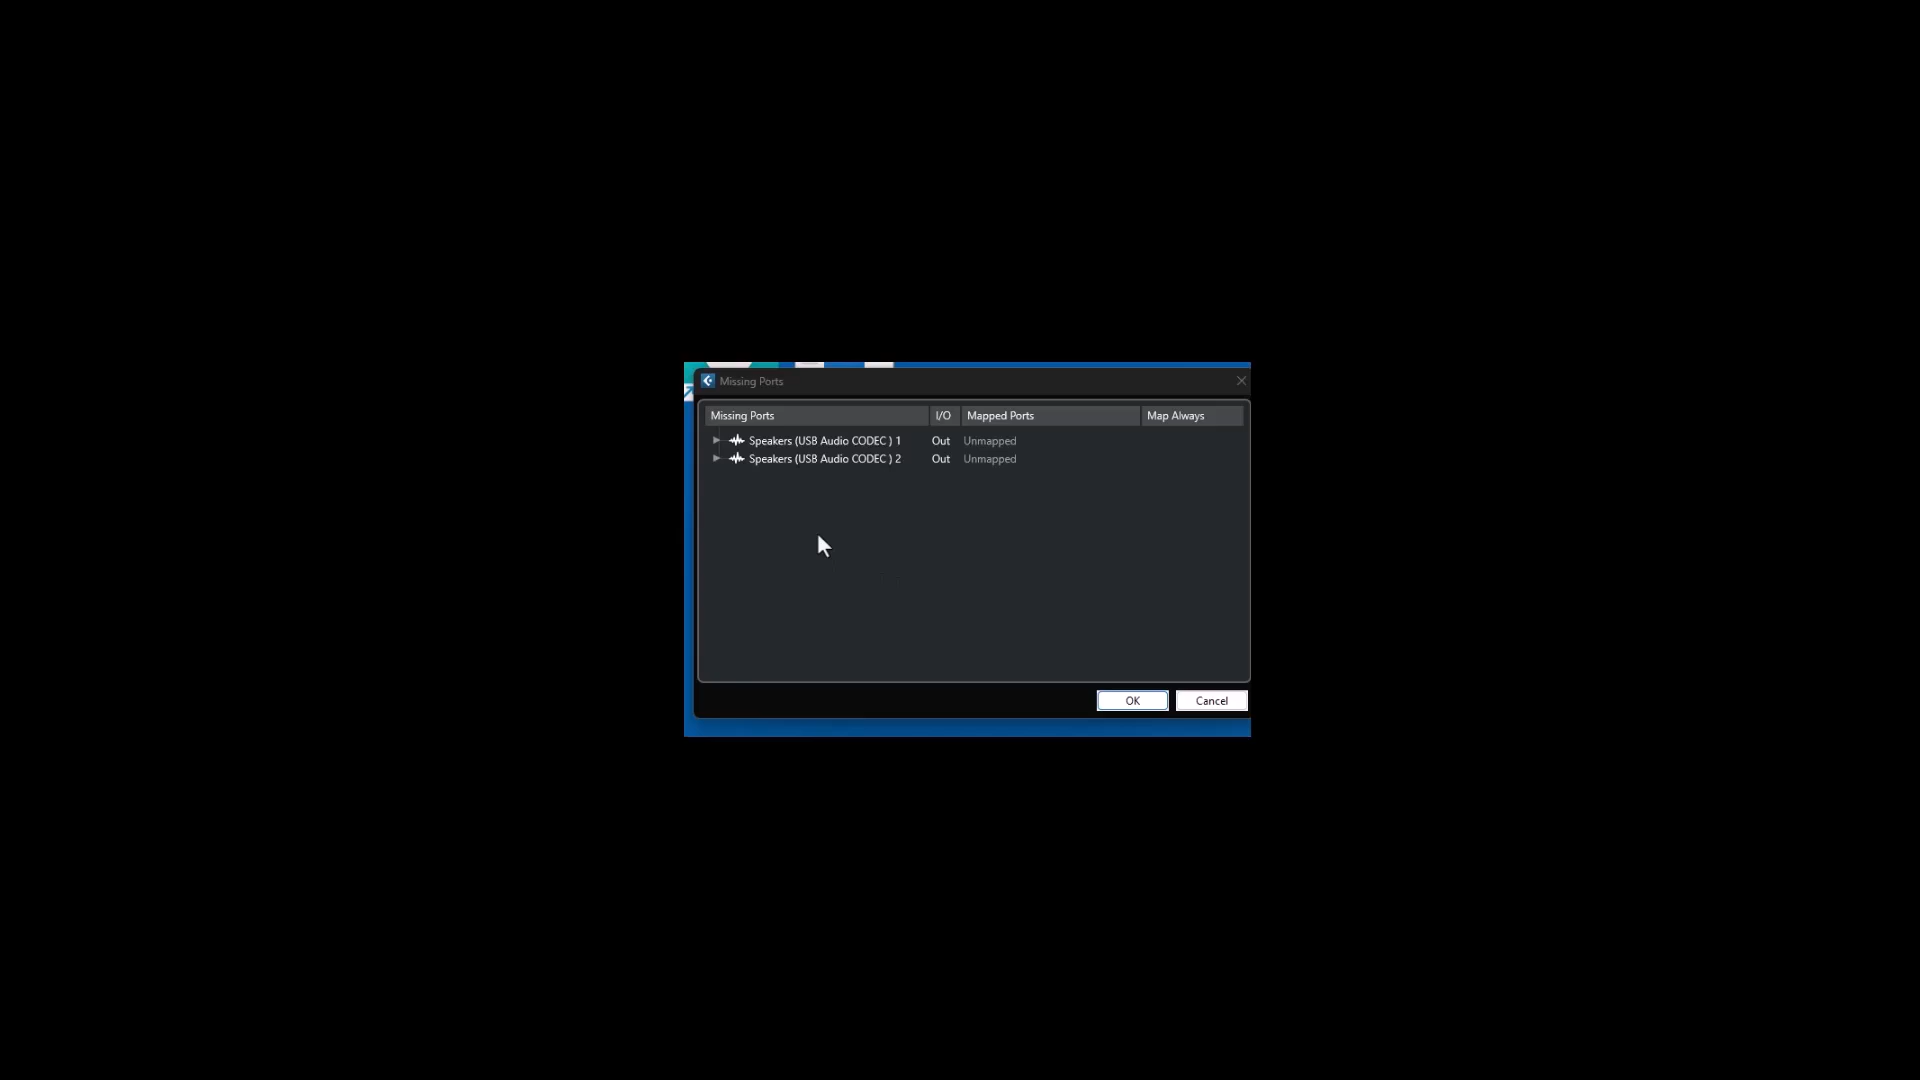 Missing Ports
Missing Ports I/O Mapped Ports Map Always
Speakers (USB Audio CODEC ) 1 Out Unmapped
Speakers (USB Audio CODEC ) 2 Out Unmapped
OK Cancel